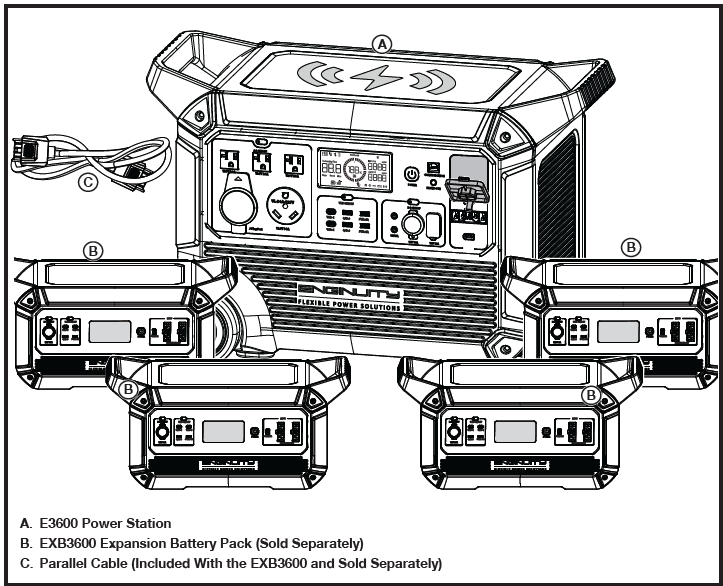 A
C
B
B
ENGINUITY
FLEXIBLE POWER SOLUTIONS
B
B
A. E3600 Power Station
B. EXB3600 Expansion Battery Pack (Sold Separately)
C. Parallel Cable (Included With the EXB3600 and Sold Separately)